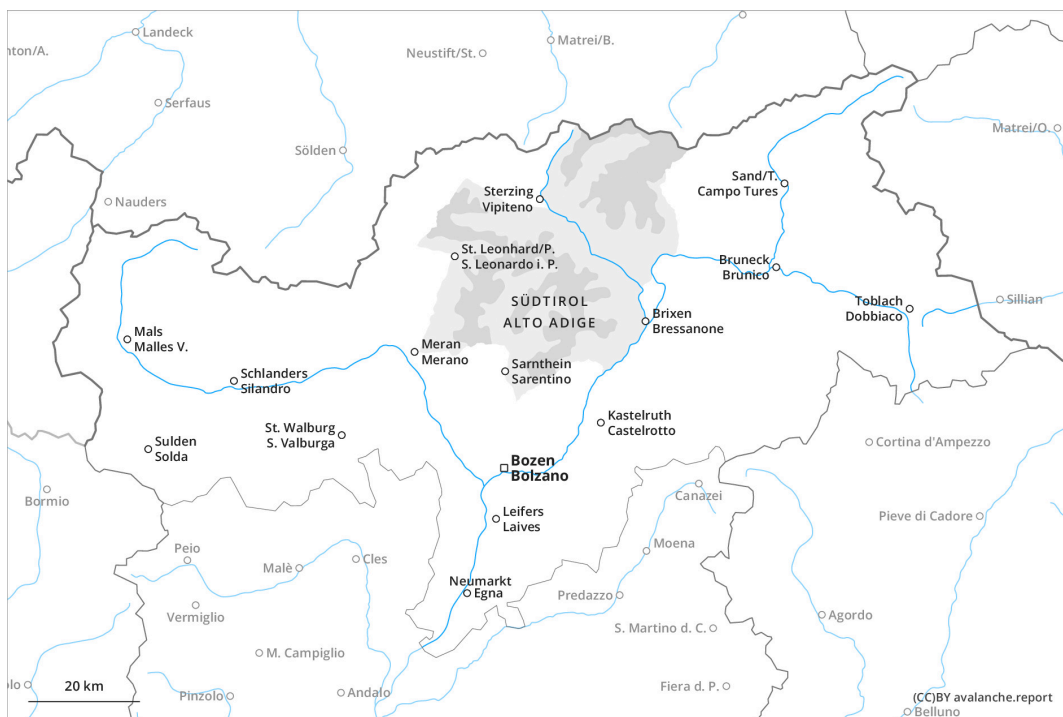 Landeck
nton/A.
Neustift/St.
Matrei/B.
Serfaus
Matrei/O.
Sölden
Nauders
Sterzing
Vipiteno
Sand/T.
Campo Tures
St. Leonhard/P.
S. Leonardo i. P.
Bruneck
Brunico
SÜDTIROL
ALTO ADIGE
Toblach
Dobbiaco
Sillian
Brixen
Bressanone
Mals
Malles V.
Meran
Merano
Schlanders
Silandro
Sarnthein
Sarentino
St. Walburg
S. Valburga
Kastelruth
Castelrotto
Sulden
Solda
Cortina d'Ampezzo
Bozen
Bolzano
Bormio
Canazei
Leifers
Laives
Pieve di Cadore
Peio
Moena
Cles
Malè
Neumarkt
Egna
Predazzo
Vermiglio
Agordo
S. Martino d. C.
M. Campiglio
olo
20 km
Pinzolo
Andalo
Fiera d. P.
(CC)BY avalanche.report
Belluno